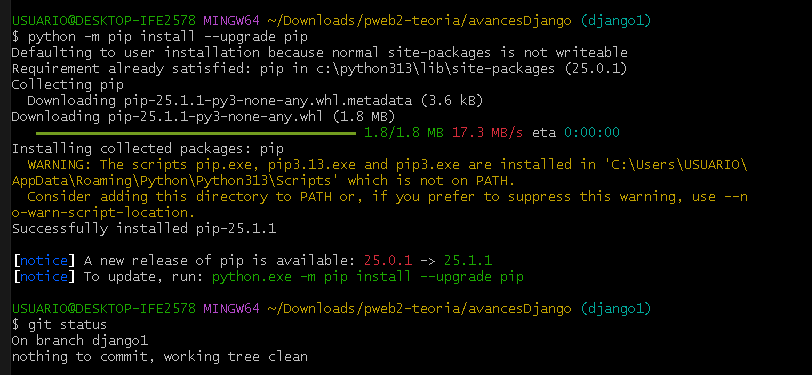 USUARIO@DESKTOP-IFE2578 MINGW64 ~/Downloads/pweb2-teoria/avancesDjango (django1)
$ python -m pip install --upgrade pip
Defaulting to user installation because normal site-packages is not writeable
Requirement already satisfied: pip in c:\python313\lib\site-packages (25.0.1)
Collecting pip
  Downloading pip-25.1.1-py3-none-any.whl.metadata (3.6 kB)
Downloading pip-25.1.1-py3-none-any.whl (1.8 MB)
1.8/1.8 MB 17.3 MB/s eta 0:00:00
Installing collected packages: pip
  WARNING: The scripts pip.exe, pip3.13.exe and pip3.exe are installed in 'C:\Users\USUARIO\
AppData\Roaming\Python\Python313\Scripts' which is not on PATH.
  Consider adding this directory to PATH or, if you prefer to suppress this warning, use --n
o-warn-script-location.
Successfully installed pip-25.1.1
[notice] A new release of pip is available: 25.0.1 -> 25.1.1
[notice] To update, run: python.exe -m pip install --upgrade pip
USUARIO@DESKTOP-IFE2578 MINGW64 ~/Downloads/pweb2-teoria/avancesDjango (django1)
$ git status
On branch django1
nothing to commit, working tree clean